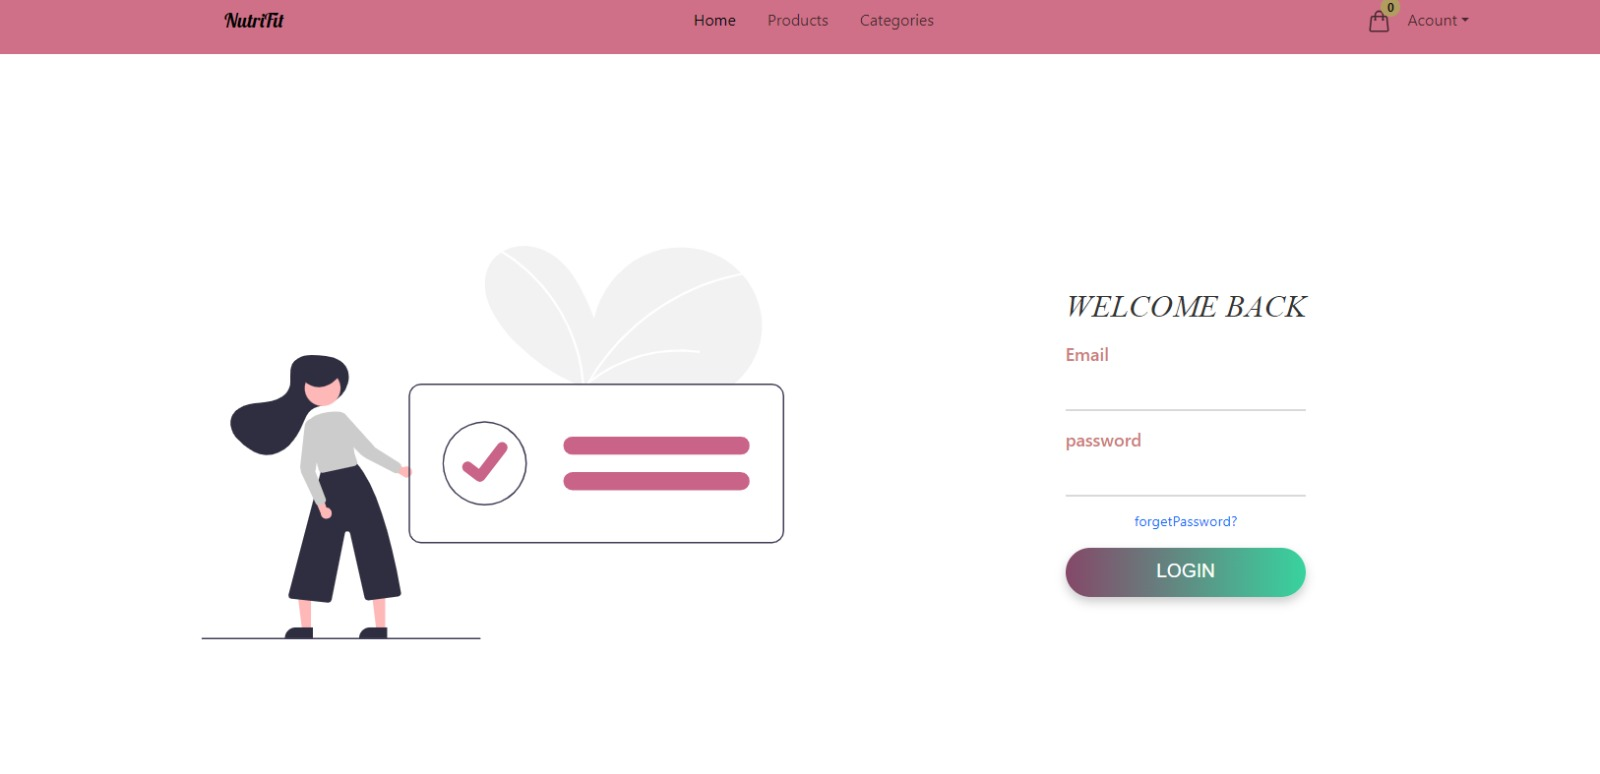 NutriFit
Home Products Categories
0
Acount
WELCOME BACK
Email
password
forgetPassword?
LOGIN